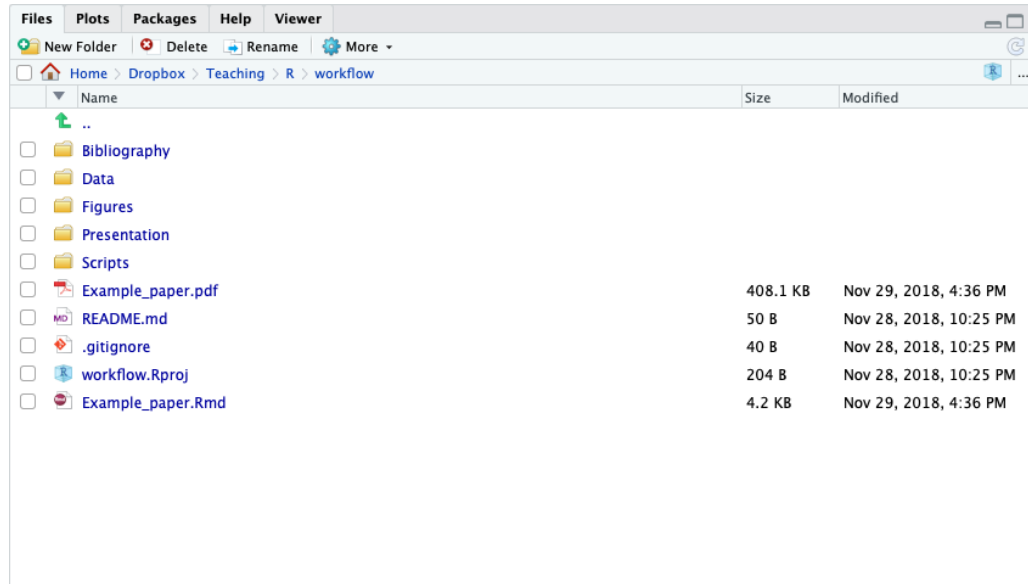 Files Plots Packages Help Viewer
New Folder Delete Rename More
Home > Dropbox > Teaching > R > workflow R ...
Name Size Modified
..
Bibliography
Data
Figures
Presentation
Scripts
Example_paper.pdf 408.1 KB Nov 29, 2018, 4:36 PM
MD README.md 50 B Nov 28, 2018, 10:25 PM
.gitignore 40 B Nov 28, 2018, 10:25 PM
R workflow.Rproj 204 B Nov 28, 2018, 10:25 PM
Example_paper.Rmd 4.2 KB Nov 29, 2018, 4:36 PM